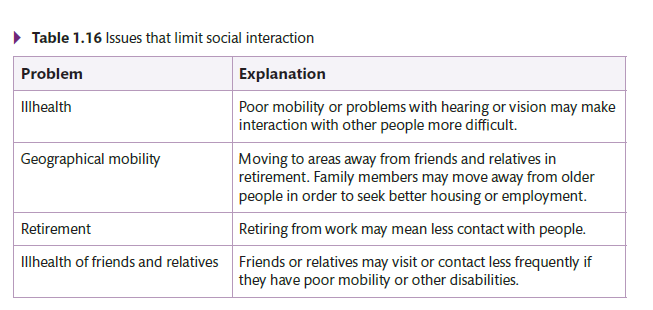 Table 1.16 Issues that limit social interaction
Problem
Explanation
Illhealth
Poor mobility or problems with hearing or vision may make
interaction with other people more difficult.
Geographical mobility
Moving to areas away from friends and relatives in
retirement. Family members may move away from older
people in order to seek better housing or employment.
Retirement
Retiring from work may mean less contact with people.
Illhealth of friends and relatives
Friends or relatives may visit or contact less frequently if
they have poor mobility or other disabilities.